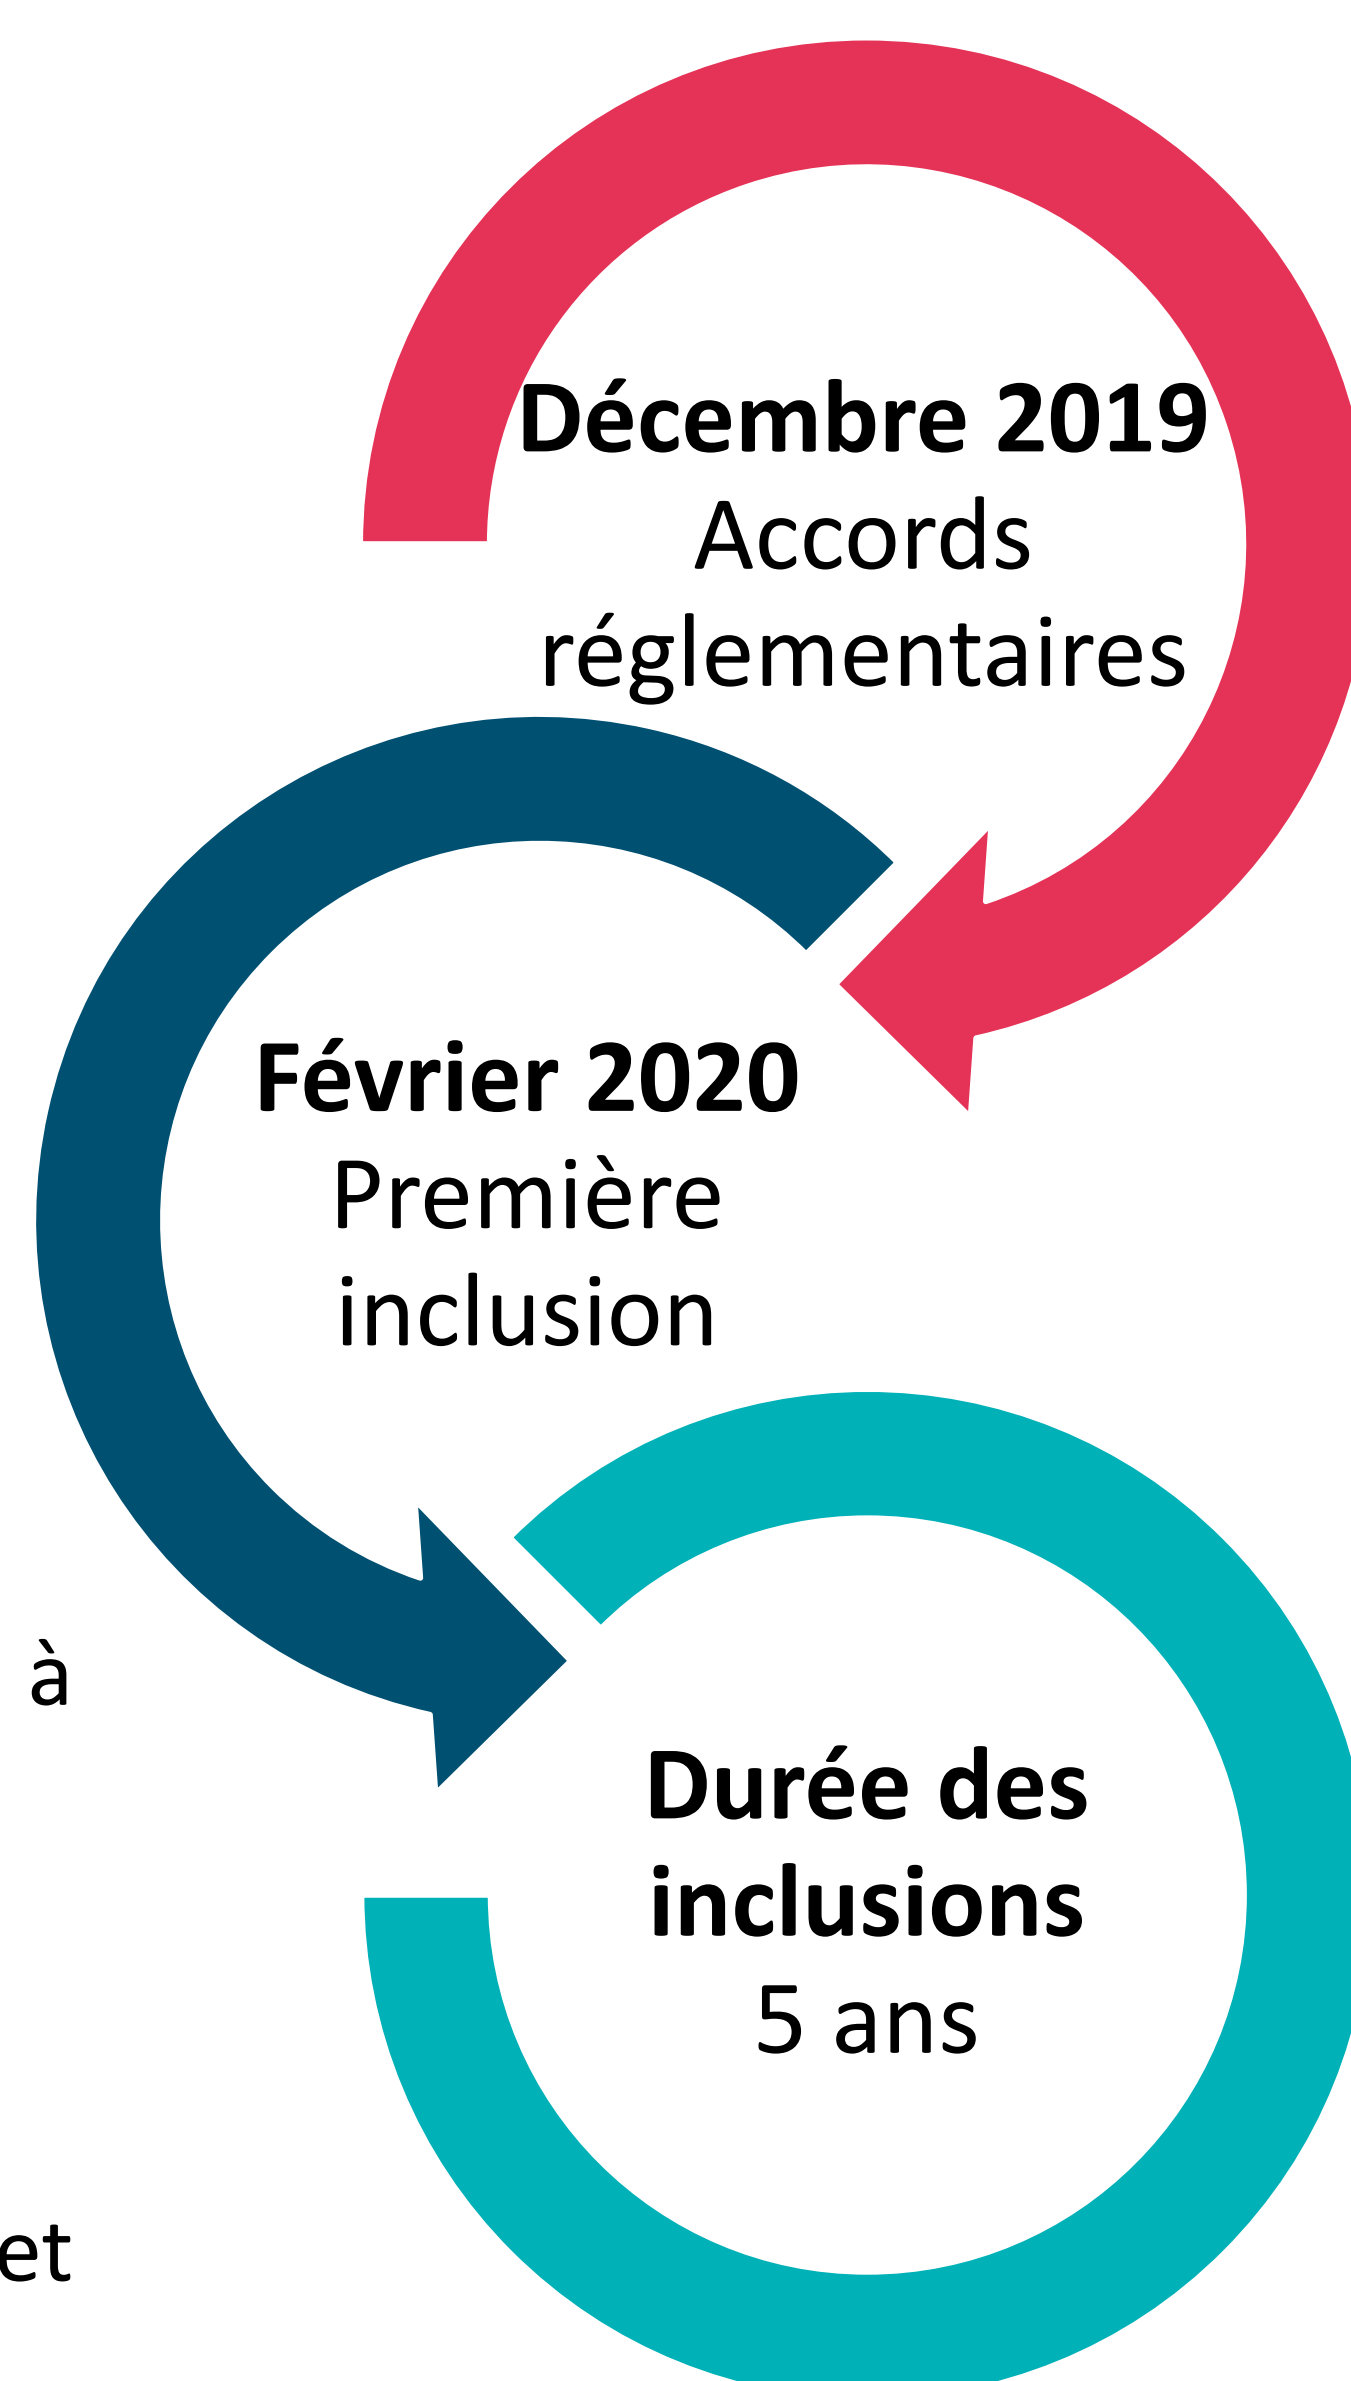 Décembre 2019
Accords
réglementaires
Février 2020
Première
inclusion
à
Durée des
inclusions
5 ans
et